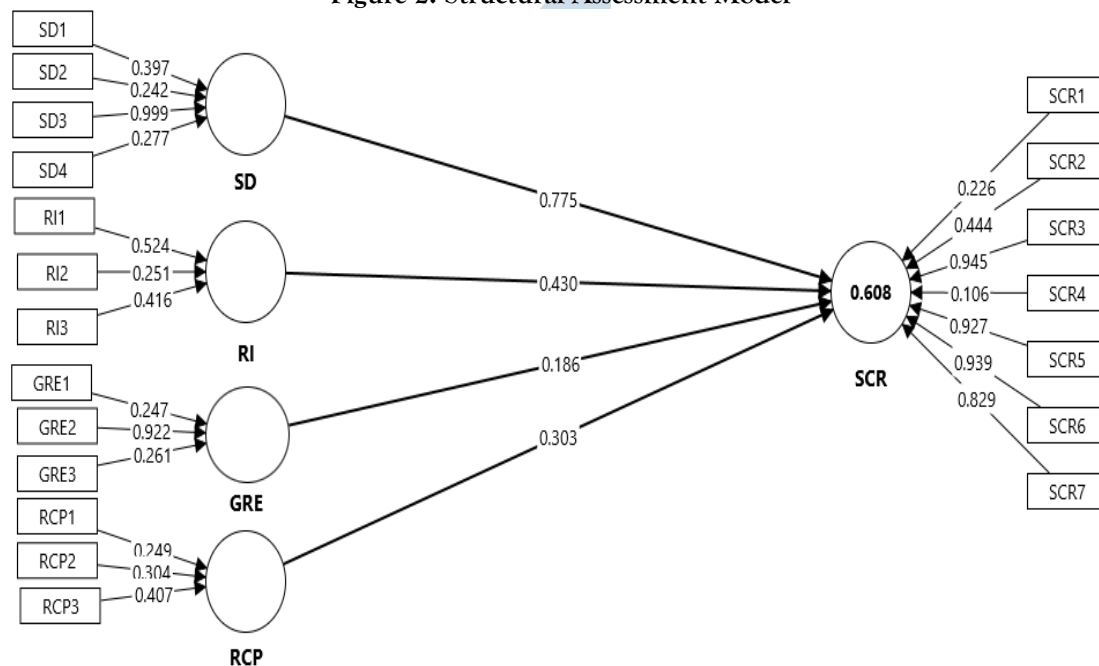 Figure 2: Structural Assessment Model
SD1
SD2
SD3
SD4
0.397
0.242
0.999
0.277
SD
RI1
RI2
RI3
0.524
0.251
0.416
RI
GRE1
GRE2
GRE3
0.247
0.922
0.261
GRE
RCP1
RCP2
RCP3
0.249
0.304
0.407
RCP
0.775
0.430
0.186
0.303
0.608
SCR
0.226
0.444
0.945
0.106
0.927
0.939
0.829
SCR1
SCR2
SCR3
SCR4
SCR5
SCR6
SCR7